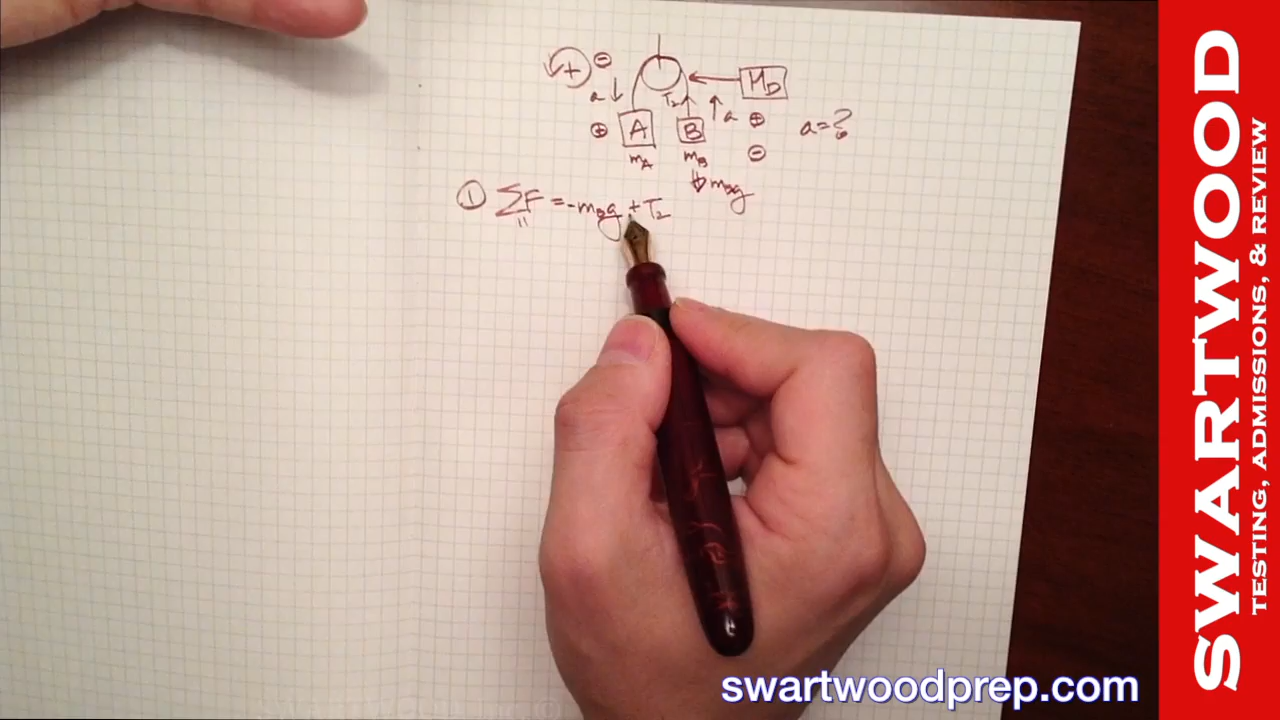 + ⊖
a T₂ M_D
⊕ A B a ⊕ a=?
m_A m_B ⊖
m_Bg
① ΣF = -m_Bg + T₂
"
SWARTWOOD
TESTING, ADMISSIONS, & REVIEW
swartwoodprep.com